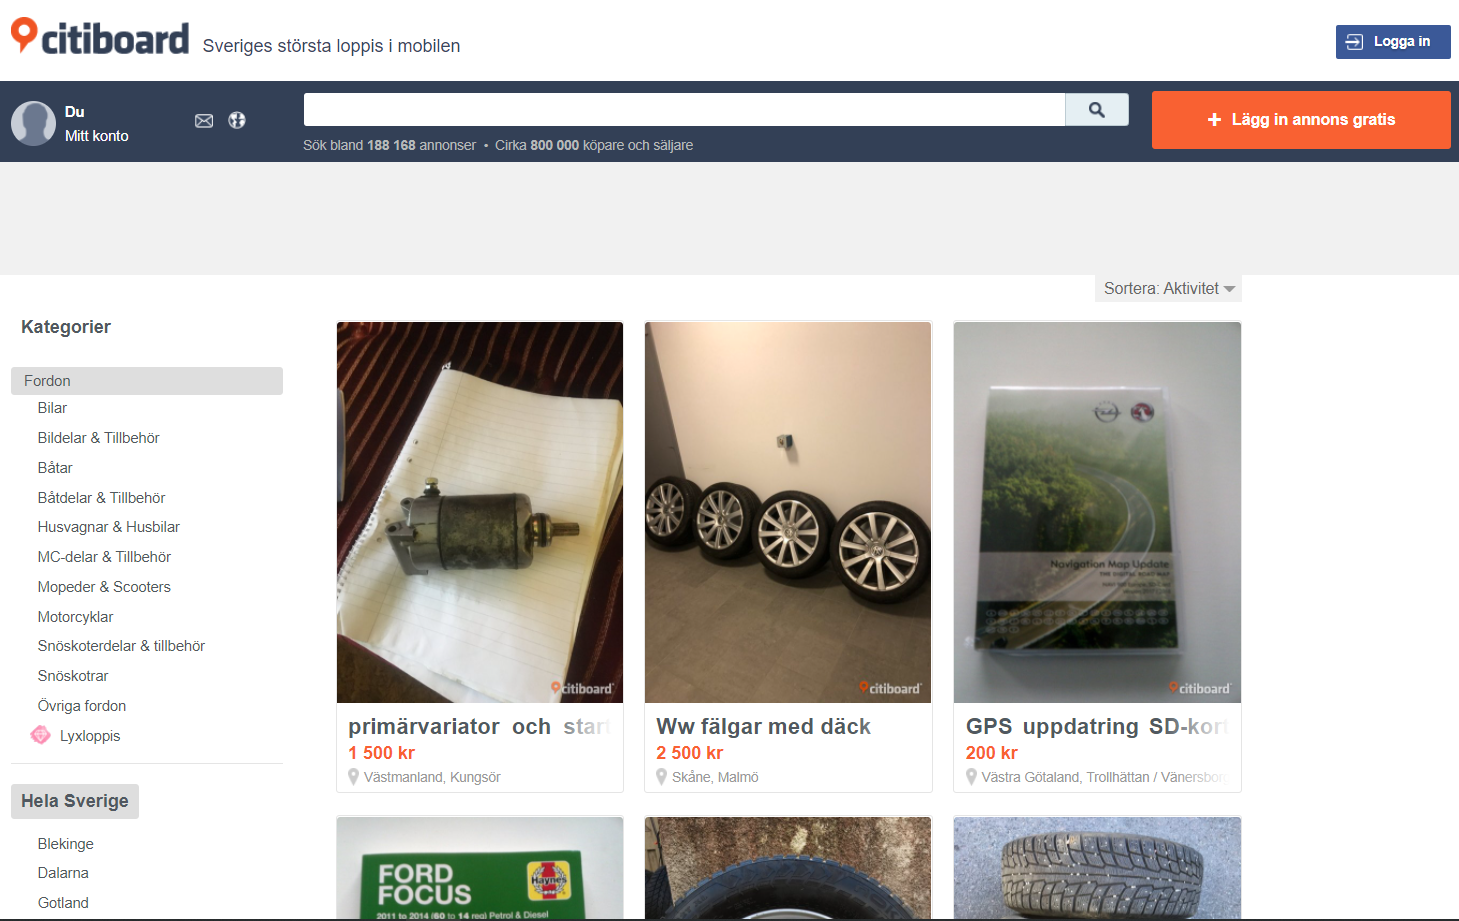 citiboard
Sveriges största loppis i mobilen
Logga in
Du
Mitt konto
Sök bland 188 168 annonser • Cirka 800 000 köpare och säljare
+ Lägg in annons gratis
Sortera: Aktivitet
Kategorier
Fordon
Bilar
Bildelar & Tillbehör
Båtar
Båtdelar & Tillbehör
Husvagnar & Husbilar
MC-delar & Tillbehör
Mopeder & Scooters
Motorcyklar
Snöskoterdelar & tillbehör
Snöskotrar
Övriga fordon
Lyxloppis
Hela Sverige
Blekinge
Dalarna
Gotland
citiboard
primärvariator och start
1 500 kr
Västmanland, Kungsör
citiboard
Ww fälgar med däck
2 500 kr
Skåne, Malmö
Navigation Map Update
citiboard
GPS uppdatring SD-kort
200 kr
Västra Götaland, Trollhättan / Vänersborg
FORD
FOCUS
Haynes
2011 to 2014 (60 to 14 reg) Petrol & Diesel